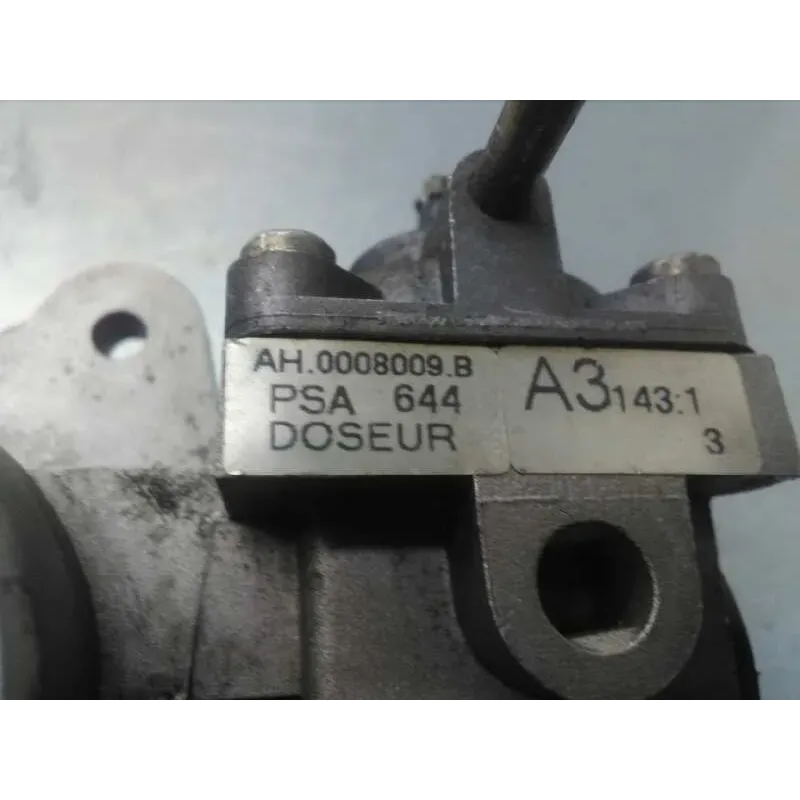 AH.0008009.B
PSA 644
DOSEUR
A3143:1
3